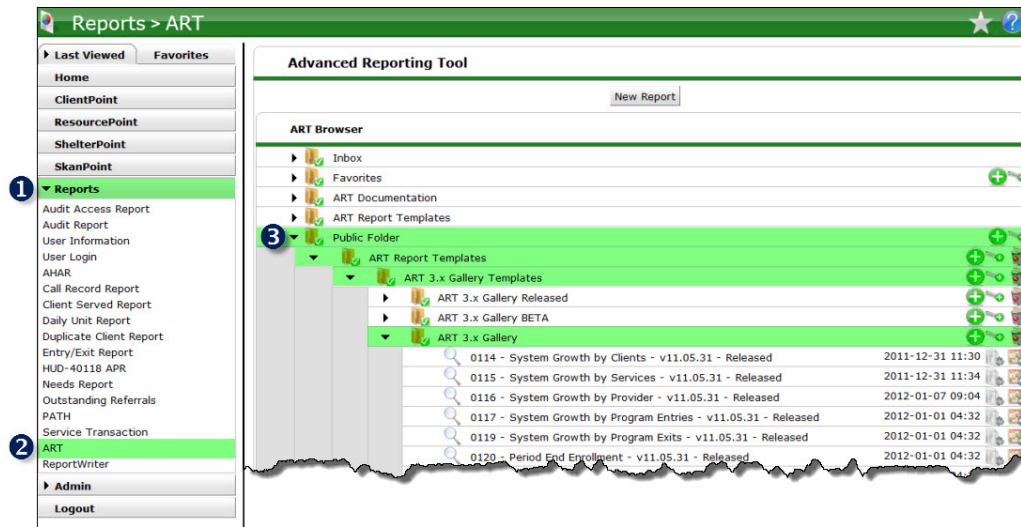 Reports > ART
?
Last Viewed Favorites
Home
ClientPoint
ResourcePoint
ShelterPoint
SkanPoint
1 Reports
Audit Access Report
Audit Report
User Information
User Login
AHAR
Call Record Report
Client Served Report
Daily Unit Report
Duplicate Client Report
Entry/Exit Report
HUD-40118 APR
Needs Report
Outstanding Referrals
PATH
Service Transaction
2 ART
ReportWriter
Admin
Logout
Advanced Reporting Tool
New Report
ART Browser
Inbox
Favorites
ART Documentation
ART Report Templates
3 Public Folder
ART Report Templates
ART 3.x Gallery Templates
ART 3.x Gallery Released
ART 3.x Gallery BETA
ART 3.x Gallery
0114 - System Growth by Clients - v11.05.31 - Released 2011-12-31 11:30
0115 - System Growth by Services - v11.05.31 - Released 2011-12-31 11:34
0116 - System Growth by Provider - v11.05.31 - Released 2012-01-07 09:04
0117 - System Growth by Program Entries - v11.05.31 - Released 2012-01-01 04:32
0119 - System Growth by Program Exits - v11.05.31 - Released 2012-01-01 04:32
0120 - Period End Enrollment - v11.05.31 - Released 2012-01-01 04:32